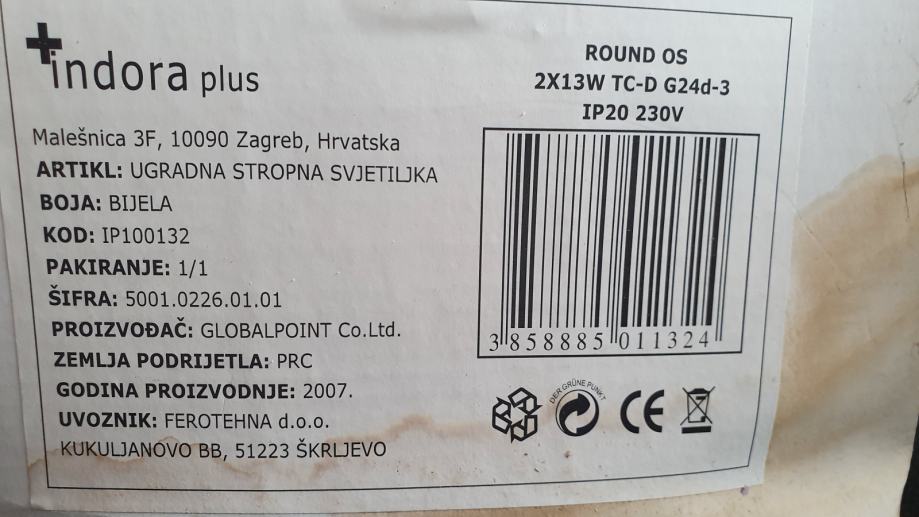 indora plus
Malešnica 3F, 10090 Zagreb, Hrvatska
ARTIKL: UGRADNA STROPNA SVJETILJKA
BOJA: BIJELA
KOD: IP100132
PAKIRANJE: 1/1
ŠIFRA: 5001.0226.01.01
PROIZVOĐAČ: GLOBALPOINT Co.Ltd.
ZEMLJA PODRIJETLA: PRC
GODINA PROIZVODNJE: 2007.
UVOZNIK: FEROTEHNA d.o.o.
KUKULJANOVO BB, 51223 ŠKRLJEVO
ROUND OS
2X13W TC-D G24d-3
IP20 230V
3 858885 011324
DER GRÜNE PUNKT
CE